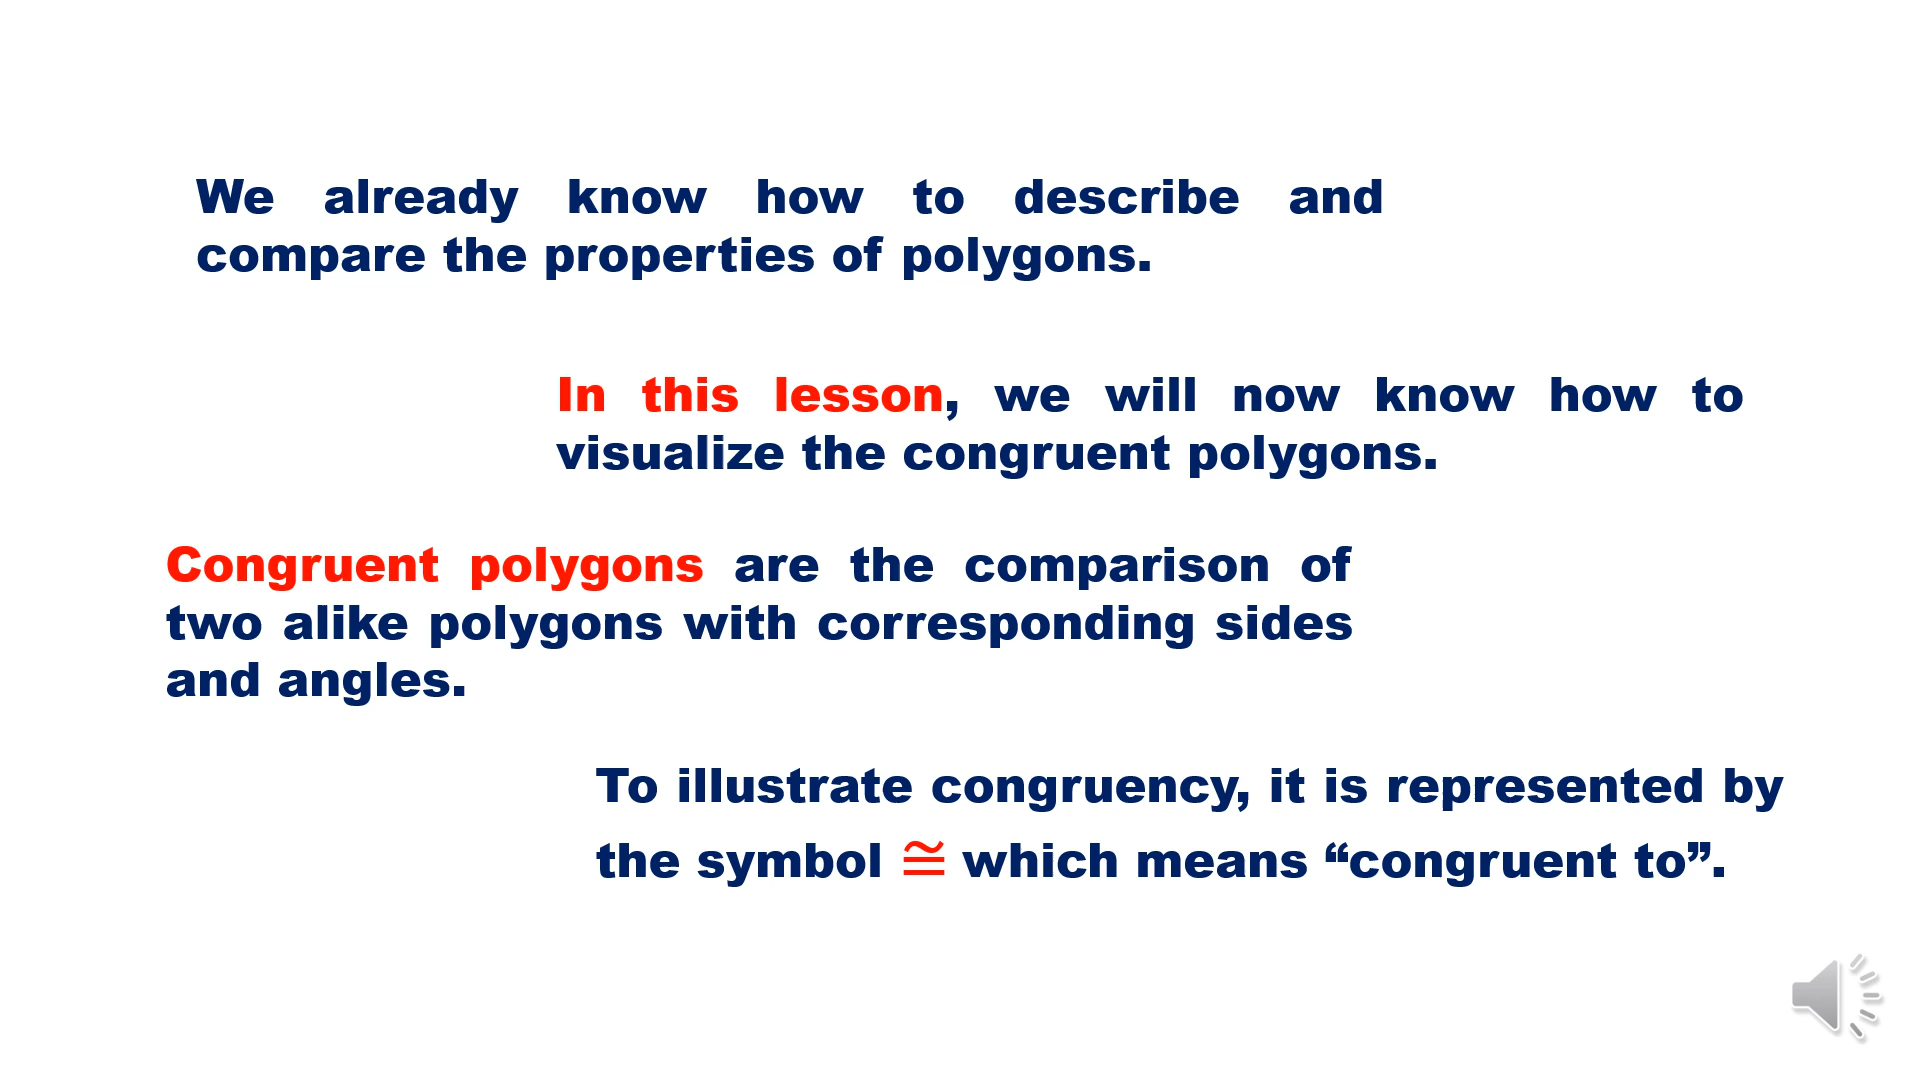 We already know how to describe and
compare the properties of polygons.
In this lesson, we will now know how to
visualize the congruent polygons.
Congruent polygons are the comparison of
two alike polygons with corresponding sides
and angles.
To illustrate congruency, it is represented by
the symbol ≅ which means “congruent to”.